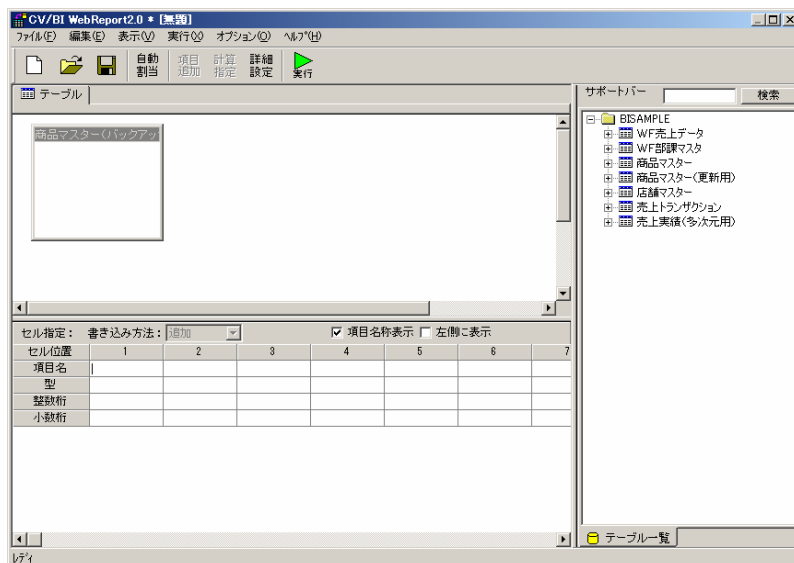 CV/BI WebReport2.0 * [無題]
ファイル(F) 編集(E) 表示(V) 実行(X) オプション(O) ヘルプ(H)
自動割当 項目追加 計算指定 詳細設定 実行
テーブル
商品マスター(バックアッ
サポートバー 検索
BISAMPLE
WF売上データ
WF部課マスタ
商品マスター
商品マスター(更新用)
店舗マスター
売上トランザクション
売上実績(多次元用)
セル指定： 書き込み方法： 追加 項目名称表示 左側に表示
セル位置 1 2 3 4 5 6 7
項目名
型
整数桁
小数桁
テーブル一覧
レディ